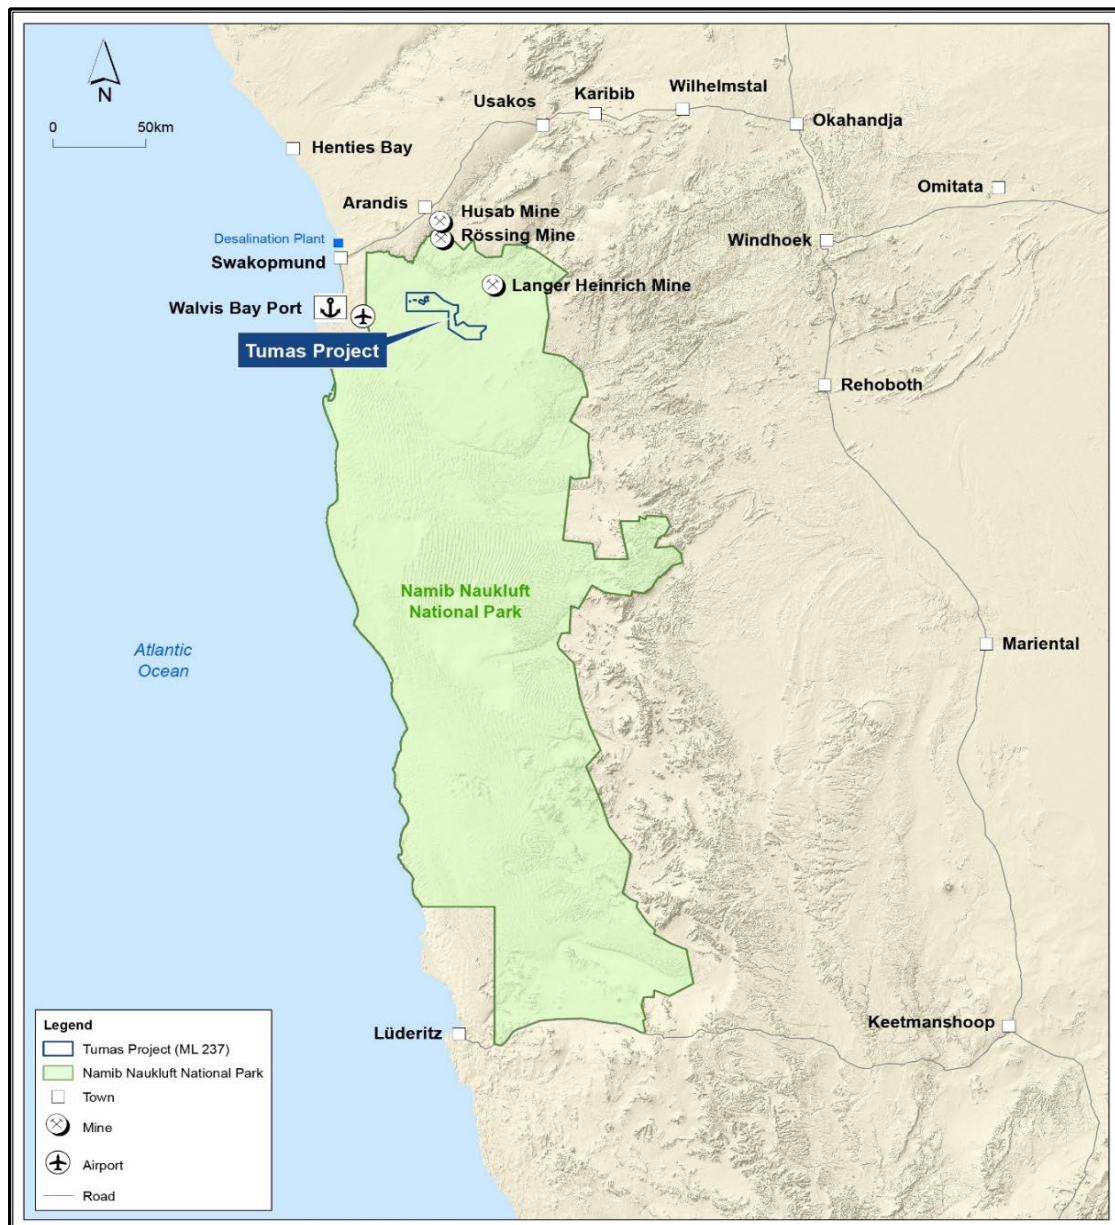 N
0 50km
Wilhelmstal
Karibib
Usakos
Okahandja
Henties Bay
Omitata
Arandis
Husab Mine
Rössing Mine
Desalination Plant
Windhoek
Swakopmund
Langer Heinrich Mine
Walvis Bay Port
Tumas Project
Rehoboth
Namib Naukluft
National Park
Atlantic
Ocean
Mariental
Keetmanshoop
Lüderitz
Legend
Tumas Project (ML 237)
Namib Naukluft National Park
Town
Mine
Airport
Road